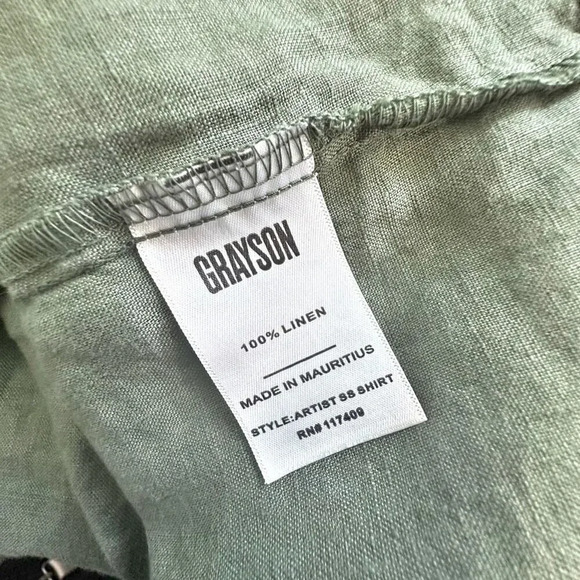 GRAYSON
100% LINEN
MADE IN MAURITIUS
STYLE:ARTIST SS SHIRT
RN# 117409